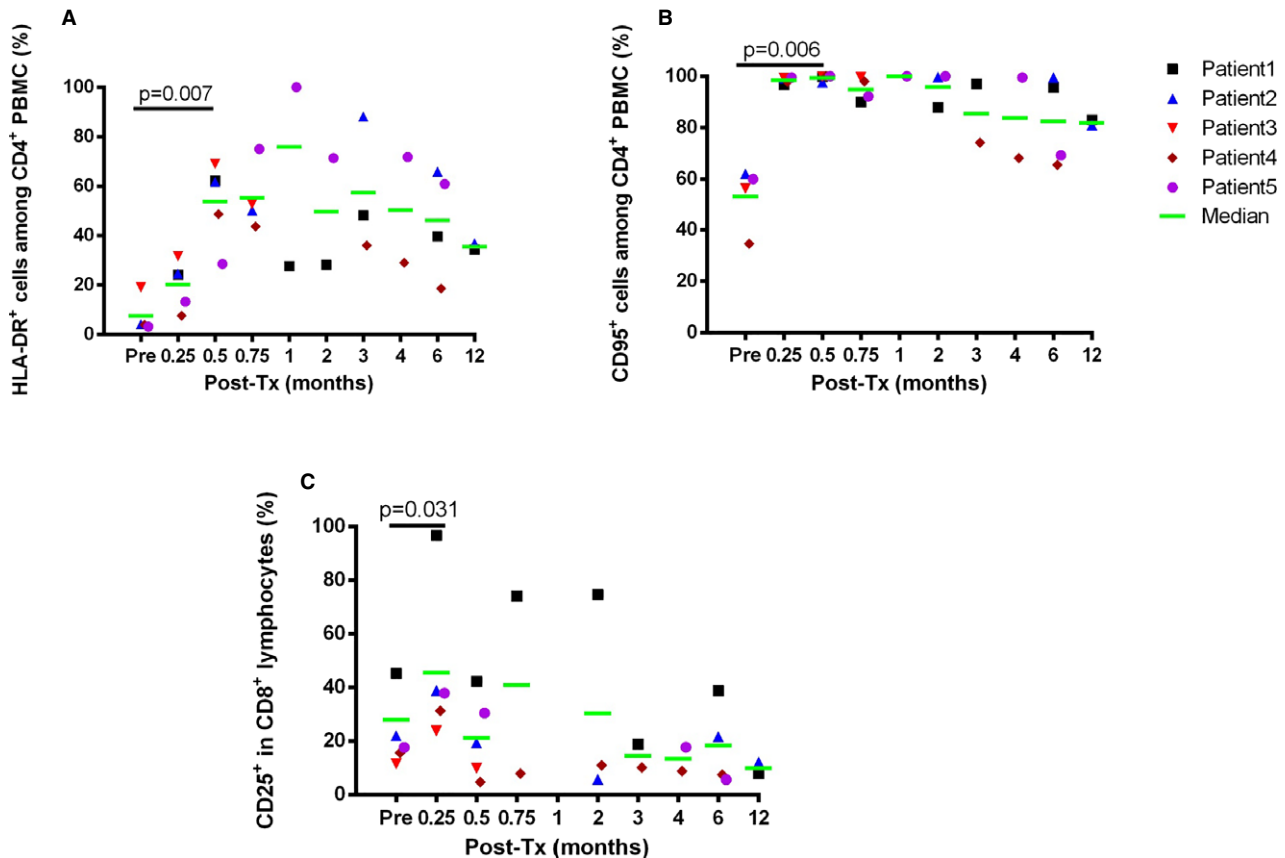 A
HLA-DR⁺ cells among CD4⁺ PBMC (%)
100
80
60
40
20
0
p=0.007
Pre 0.25 0.5 0.75 1 2 3 4 6 12
Post-Tx (months)
B
CD95⁺ cells among CD4⁺ PBMC (%)
100
80
60
40
20
0
p=0.006
Pre 0.25 0.5 0.75 1 2 3 4 6 12
Post-Tx (months)
Patient1
Patient2
Patient3
Patient4
Patient5
Median
C
CD25⁺ in CD8⁺ lymphocytes (%)
100
80
60
40
20
0
p=0.031
Pre 0.25 0.5 0.75 1 2 3 4 6 12
Post-Tx (months)